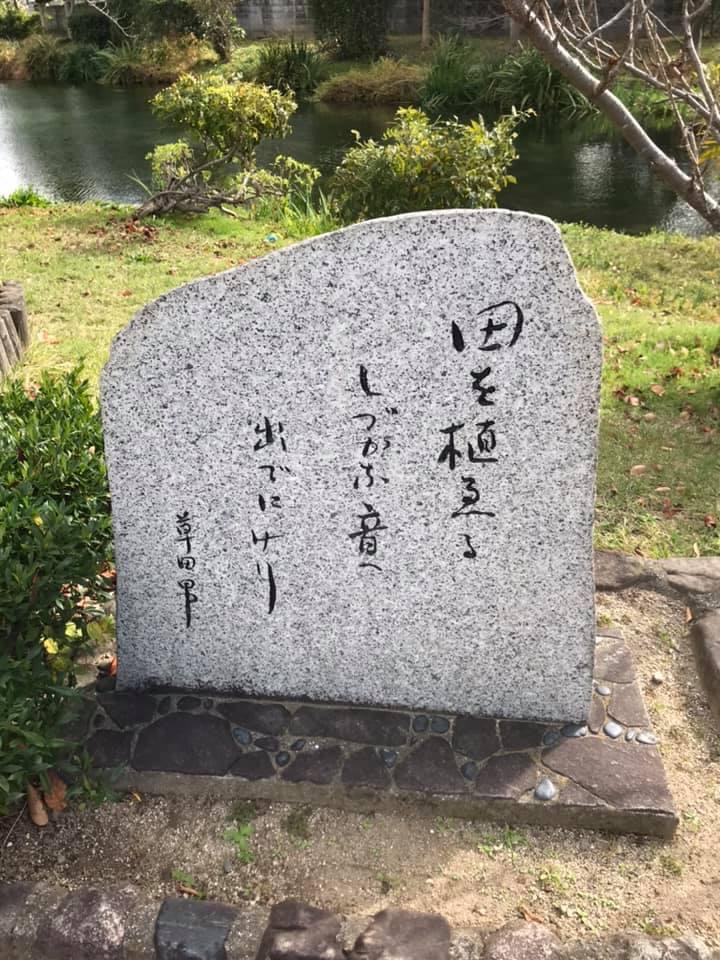 田を植ゑる
しづかな音へ
出でにけり
草田男